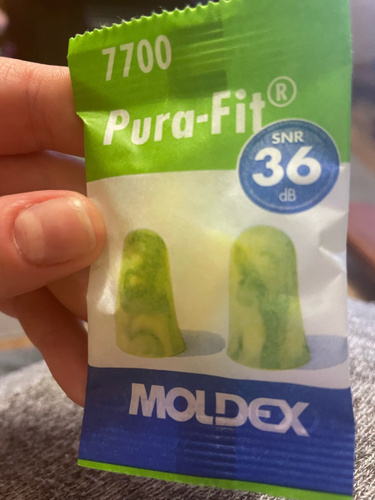 7700
Pura-Fit®
SNR
36
dB
MOLDEX